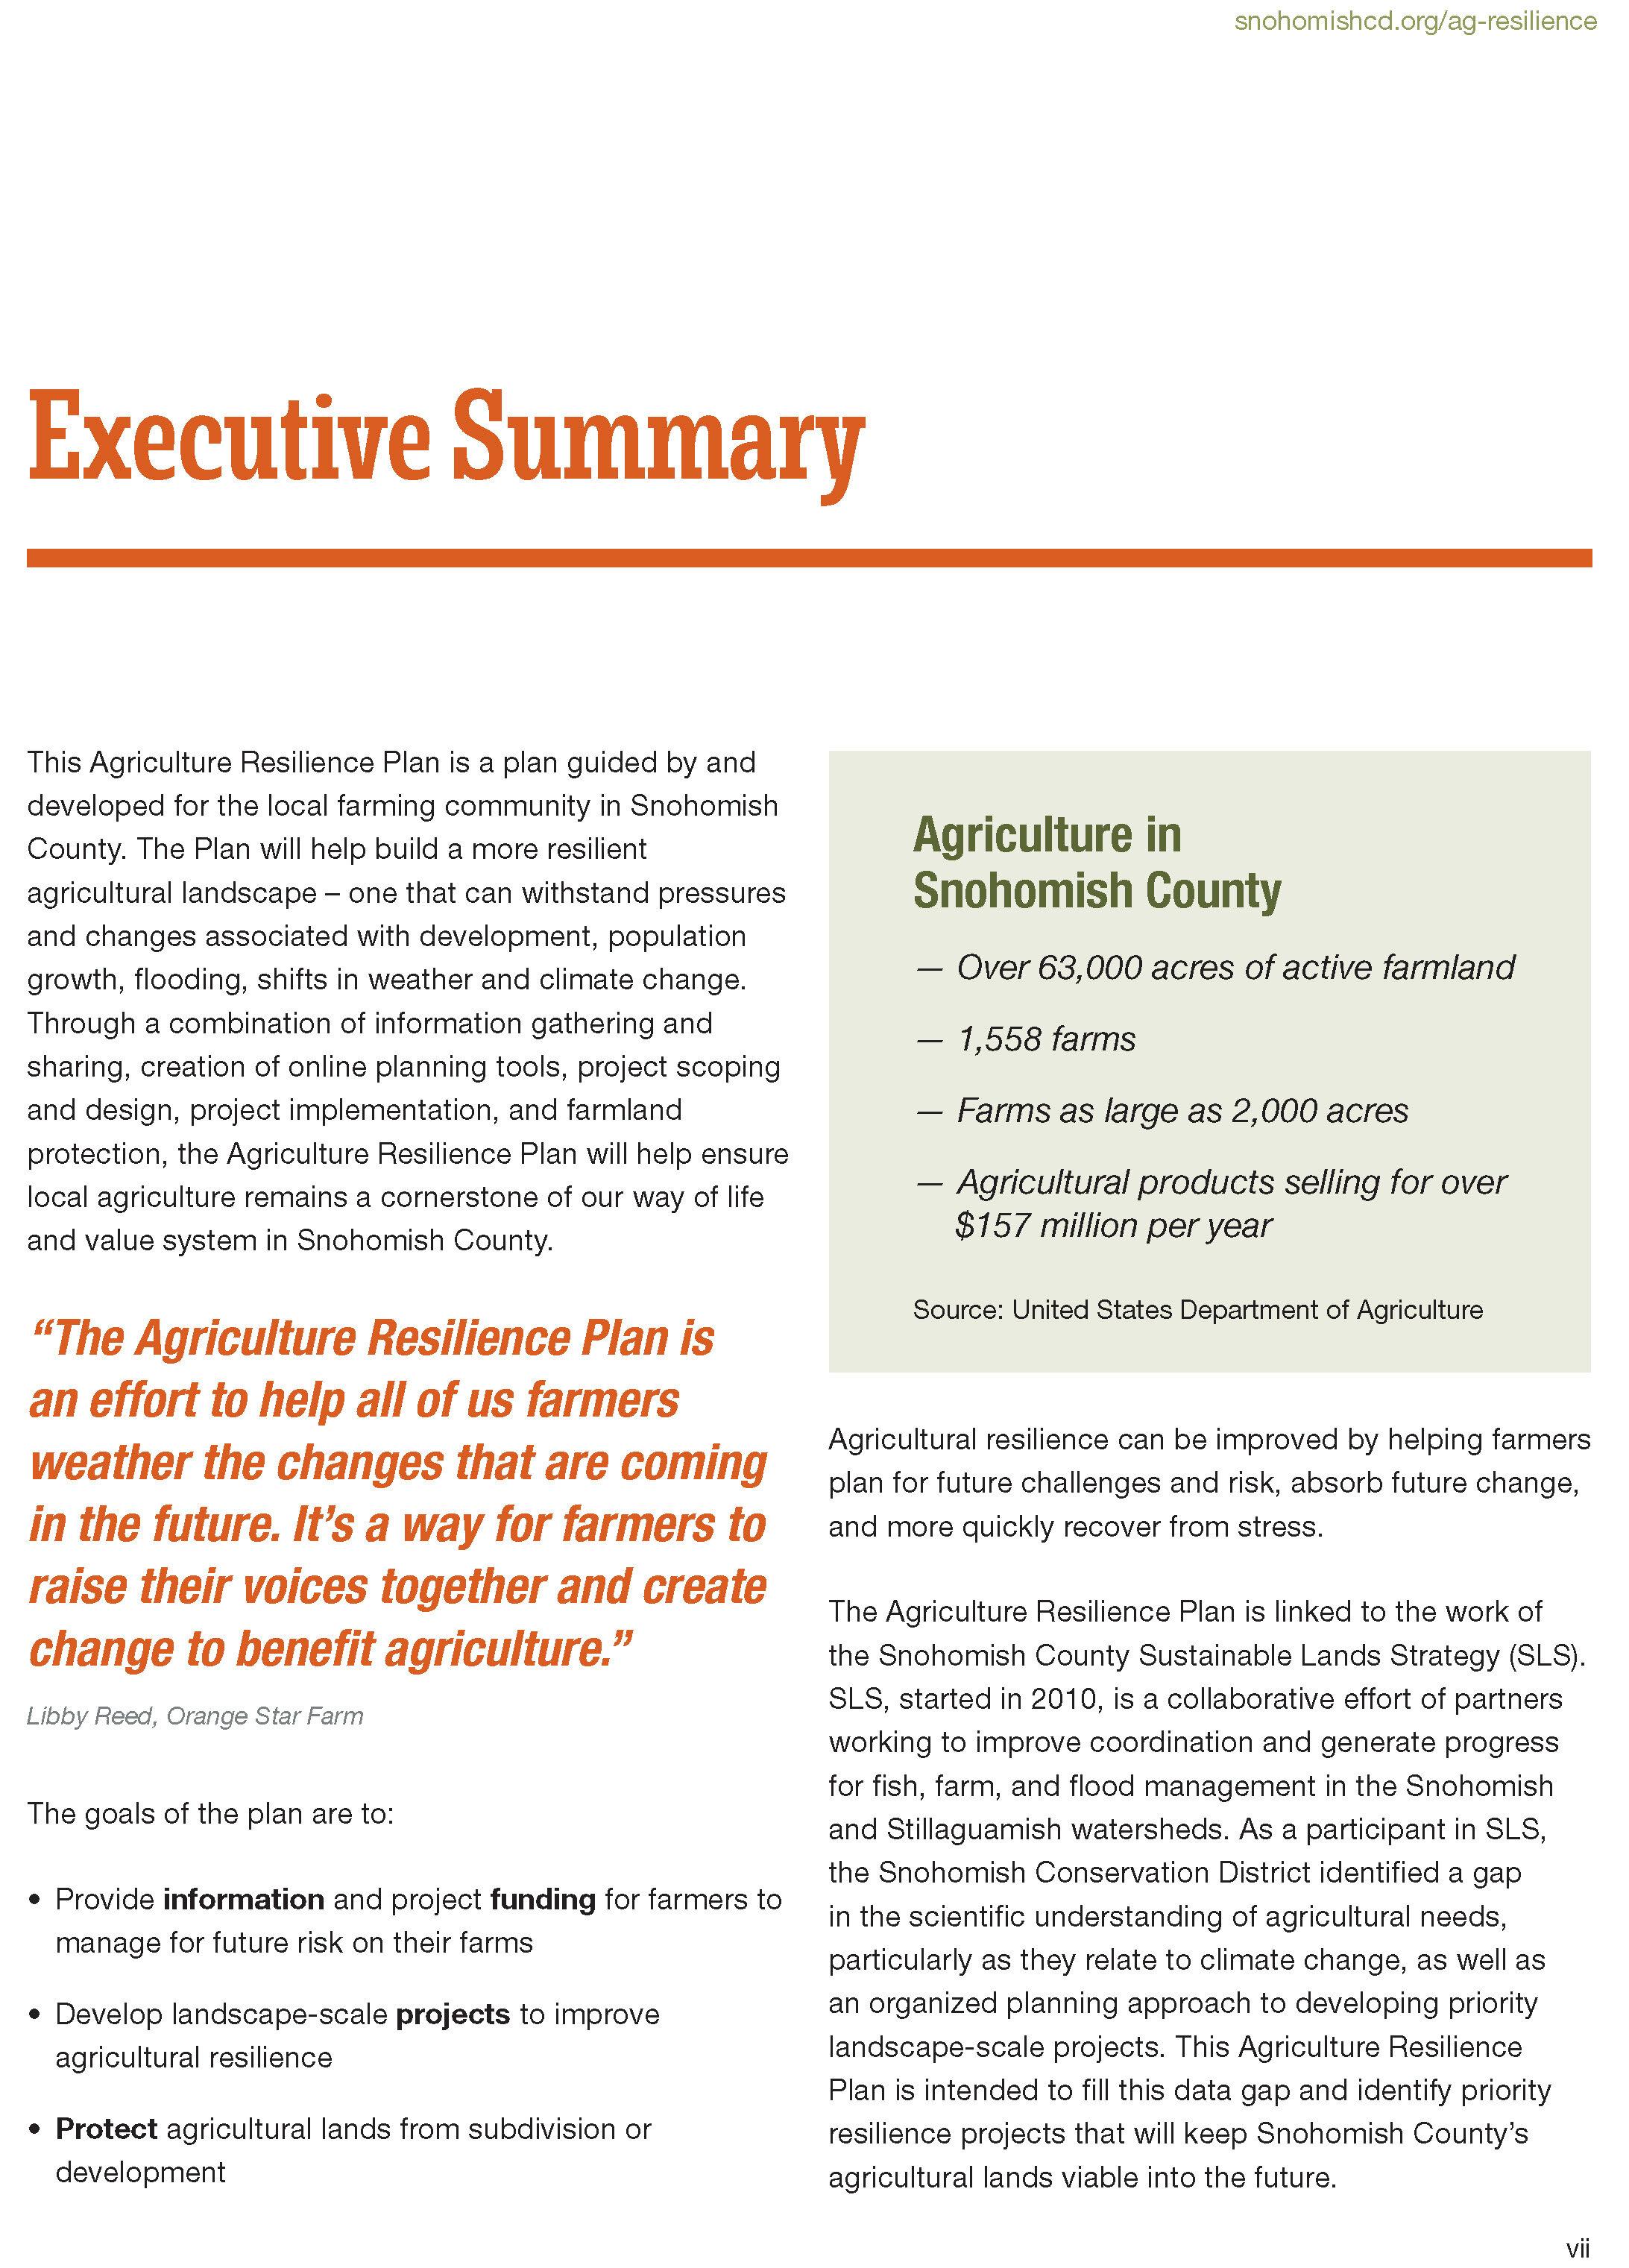 snohomishcd.org/ag-resilience
Executive Summary
This Agriculture Resilience Plan is a plan guided by and
developed for the local farming community in Snohomish
County. The Plan will help build a more resilient
agricultural landscape – one that can withstand pressures
and changes associated with development, population
growth, flooding, shifts in weather and climate change.
Through a combination of information gathering and
sharing, creation of online planning tools, project scoping
and design, project implementation, and farmland
protection, the Agriculture Resilience Plan will help ensure
local agriculture remains a cornerstone of our way of life
and value system in Snohomish County.
“The Agriculture Resilience Plan is
an effort to help all of us farmers
weather the changes that are coming
in the future. It’s a way for farmers to
raise their voices together and create
change to benefit agriculture.”
Libby Reed, Orange Star Farm
The goals of the plan are to:
• Provide information and project funding for farmers to
manage for future risk on their farms
• Develop landscape-scale projects to improve
agricultural resilience
• Protect agricultural lands from subdivision or
development
Agriculture in
Snohomish County
— Over 63,000 acres of active farmland
— 1,558 farms
— Farms as large as 2,000 acres
— Agricultural products selling for over
$157 million per year
Source: United States Department of Agriculture
Agricultural resilience can be improved by helping farmers
plan for future challenges and risk, absorb future change,
and more quickly recover from stress.
The Agriculture Resilience Plan is linked to the work of
the Snohomish County Sustainable Lands Strategy (SLS).
SLS, started in 2010, is a collaborative effort of partners
working to improve coordination and generate progress
for fish, farm, and flood management in the Snohomish
and Stillaguamish watersheds. As a participant in SLS,
the Snohomish Conservation District identified a gap
in the scientific understanding of agricultural needs,
particularly as they relate to climate change, as well as
an organized planning approach to developing priority
landscape-scale projects. This Agriculture Resilience
Plan is intended to fill this data gap and identify priority
resilience projects that will keep Snohomish County’s
agricultural lands viable into the future.
vii